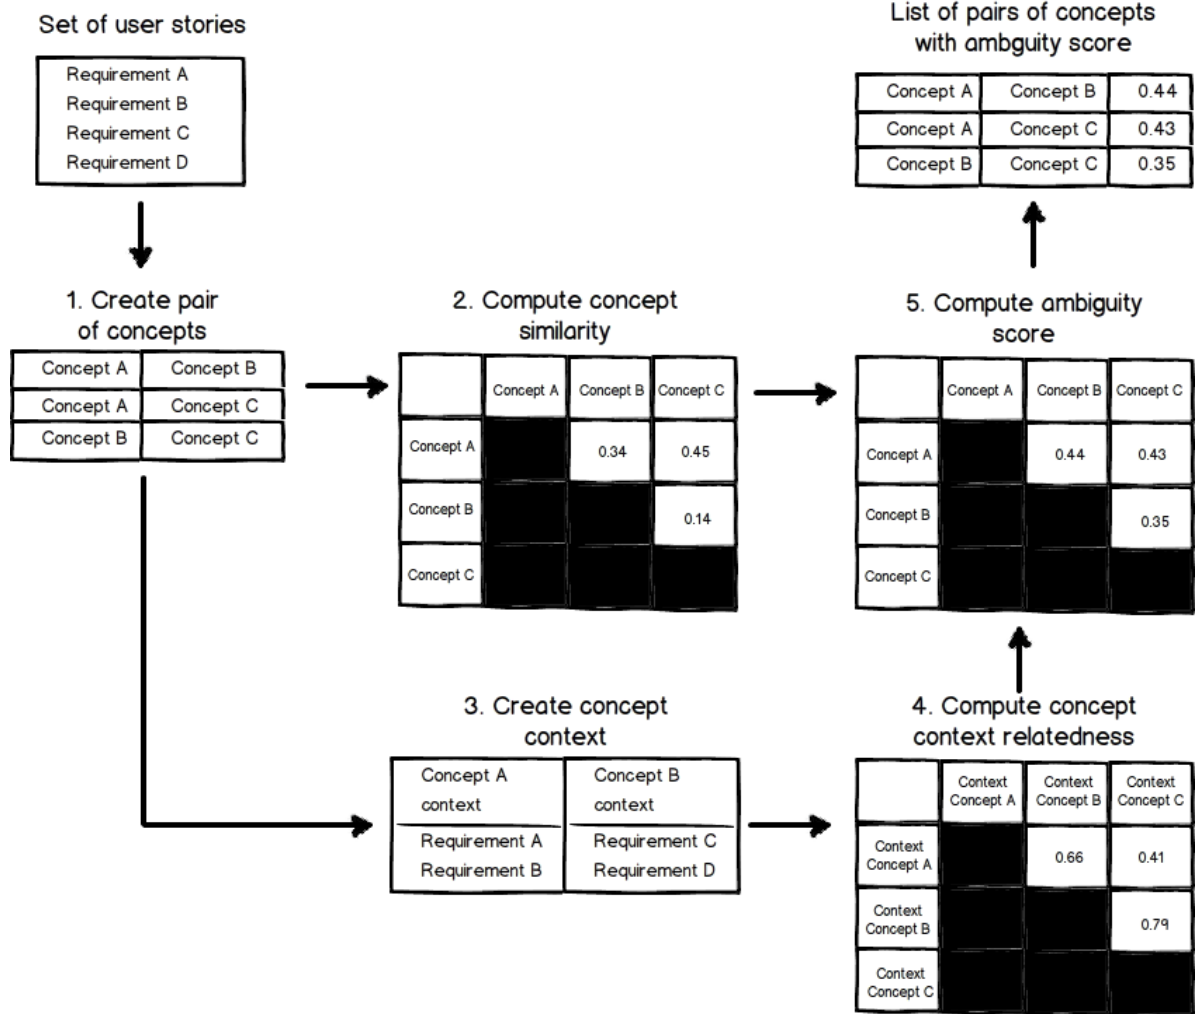 Set of user stories
Requirement A
Requirement B
Requirement C
Requirement D
1. Create pair
of concepts
Concept A Concept B
Concept A Concept C
Concept B Concept C
2. Compute concept
similarity
Concept A Concept B Concept C
Concept A 0.34 0.45
Concept B 0.14
Concept C
3. Create concept
context
Concept A Concept B
context context
Requirement A Requirement C
Requirement B Requirement D
4. Compute concept
context relatedness
Context Context Context
Concept A Concept B Concept C
Context
Concept A 0.66 0.41
Context
Concept B 0.79
Context
Concept C
5. Compute ambiguity
score
Concept A Concept B Concept C
Concept A 0.44 0.43
Concept B 0.35
Concept C
List of pairs of concepts
with ambguity score
Concept A Concept B 0.44
Concept A Concept C 0.43
Concept B Concept C 0.35